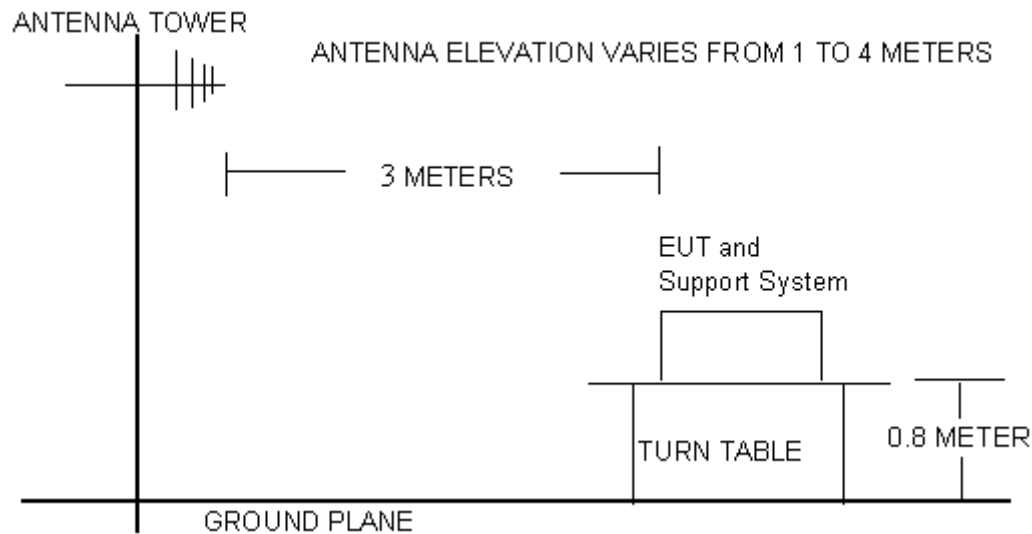 ANTENNA TOWER
ANTENNA ELEVATION VARIES FROM 1 TO 4 METERS
3 METERS
EUT and
Support System
0.8 METER
TURN TABLE
GROUND PLANE